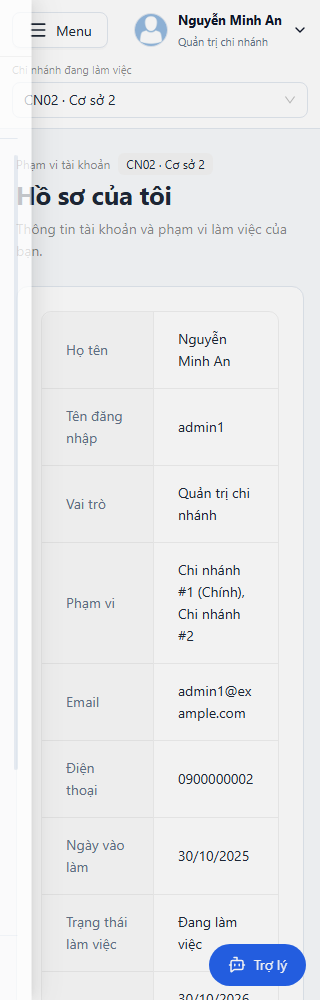 Menu
Nguyễn Minh An
Quản trị chi nhánh
Chi nhánh đang làm việc
CN02 · Cơ sở 2
Phạm vi tài khoản CN02 · Cơ sở 2
Hồ sơ của tôi
Thông tin tài khoản và phạm vi làm việc của
bạn.
Họ tên
Nguyễn
Minh An
Tên đăng
nhập
admin1
Vai trò
Quản trị chi
nhánh
Phạm vi
Chi nhánh
#1 (Chính),
Chi nhánh
#2
Email
admin1@ex
ample.com
Điện
thoại
0900000002
Ngày vào
làm
30/10/2025
Trạng thái
làm việc
Đang làm
việc
Trợ lý
30/10/2026